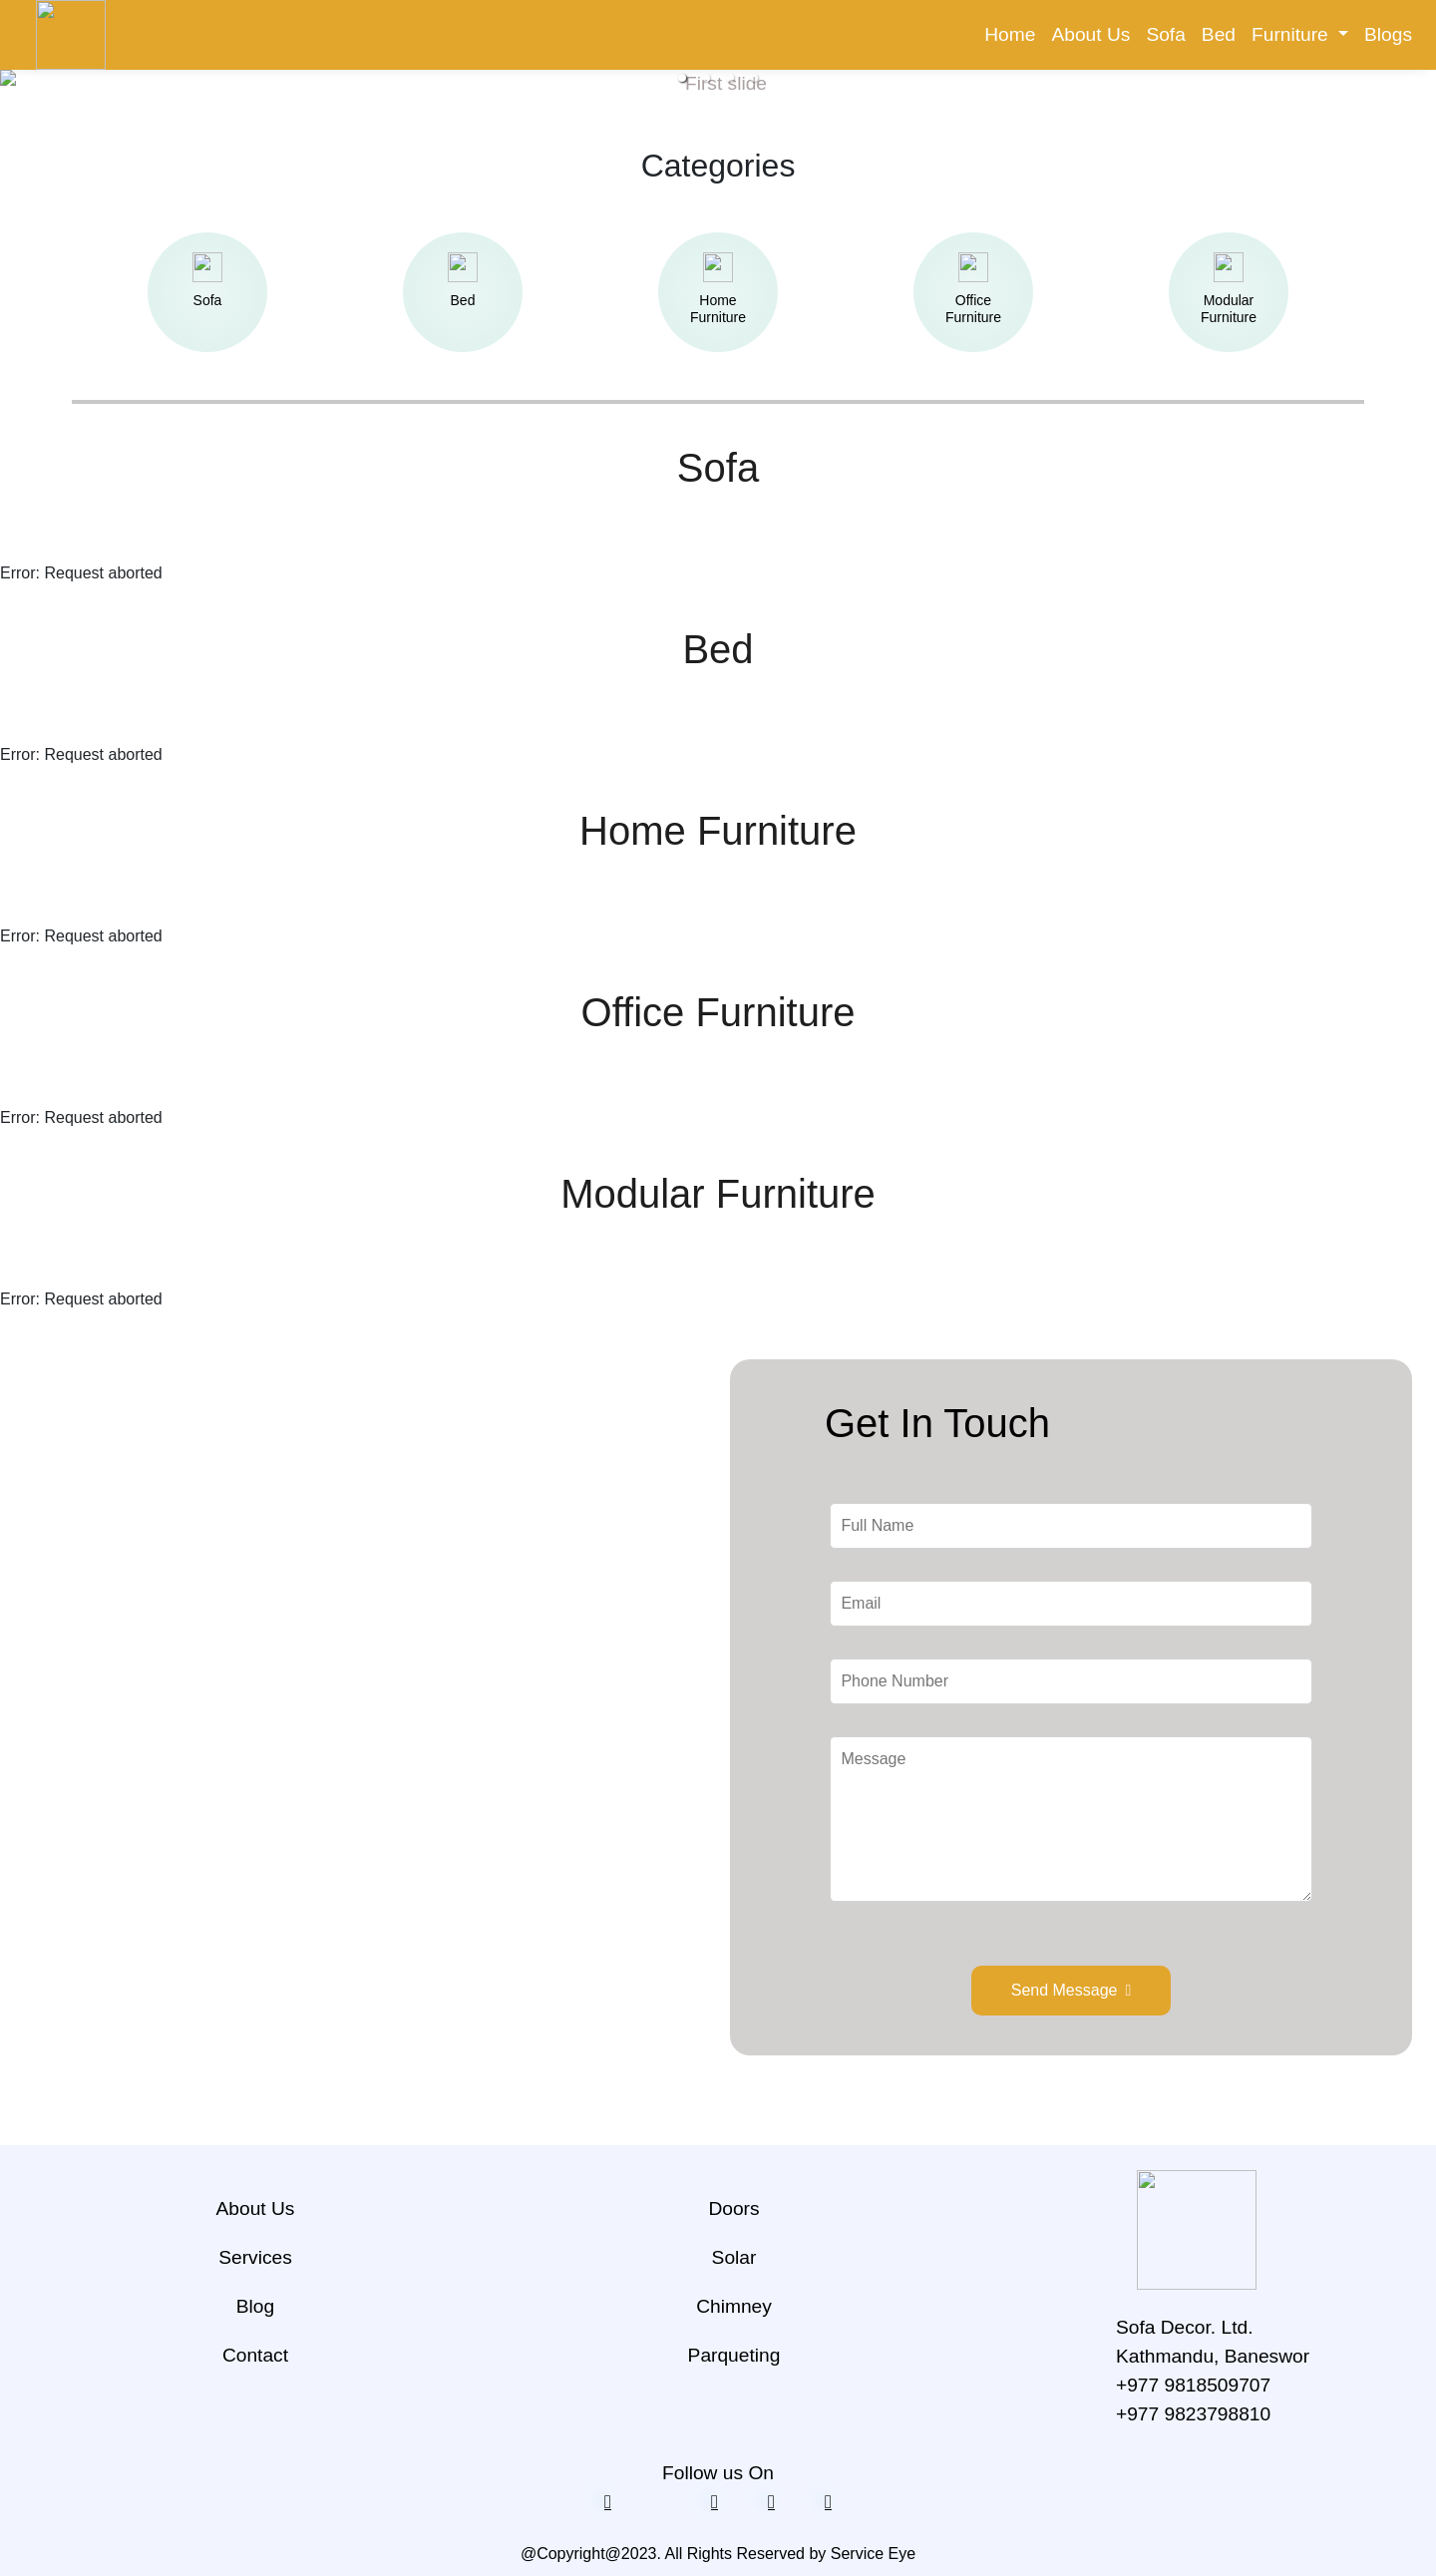 Home About Us Sofa Bed Furniture Blogs
First slide
Categories
Sofa
Bed
Home
Furniture
Office
Furniture
Modular
Furniture
Sofa
Error: Request aborted
Bed
Error: Request aborted
Home Furniture
Error: Request aborted
Office Furniture
Error: Request aborted
Modular Furniture
Error: Request aborted
Get In Touch
Full Name
Email
Phone Number
Message
Send Message
About Us
Services
Blog
Contact
Doors
Solar
Chimney
Parqueting
Sofa Decor. Ltd.
Kathmandu, Baneswor
+977 9818509707
+977 9823798810
Follow us On
@Copyright@2023. All Rights Reserved by Service Eye